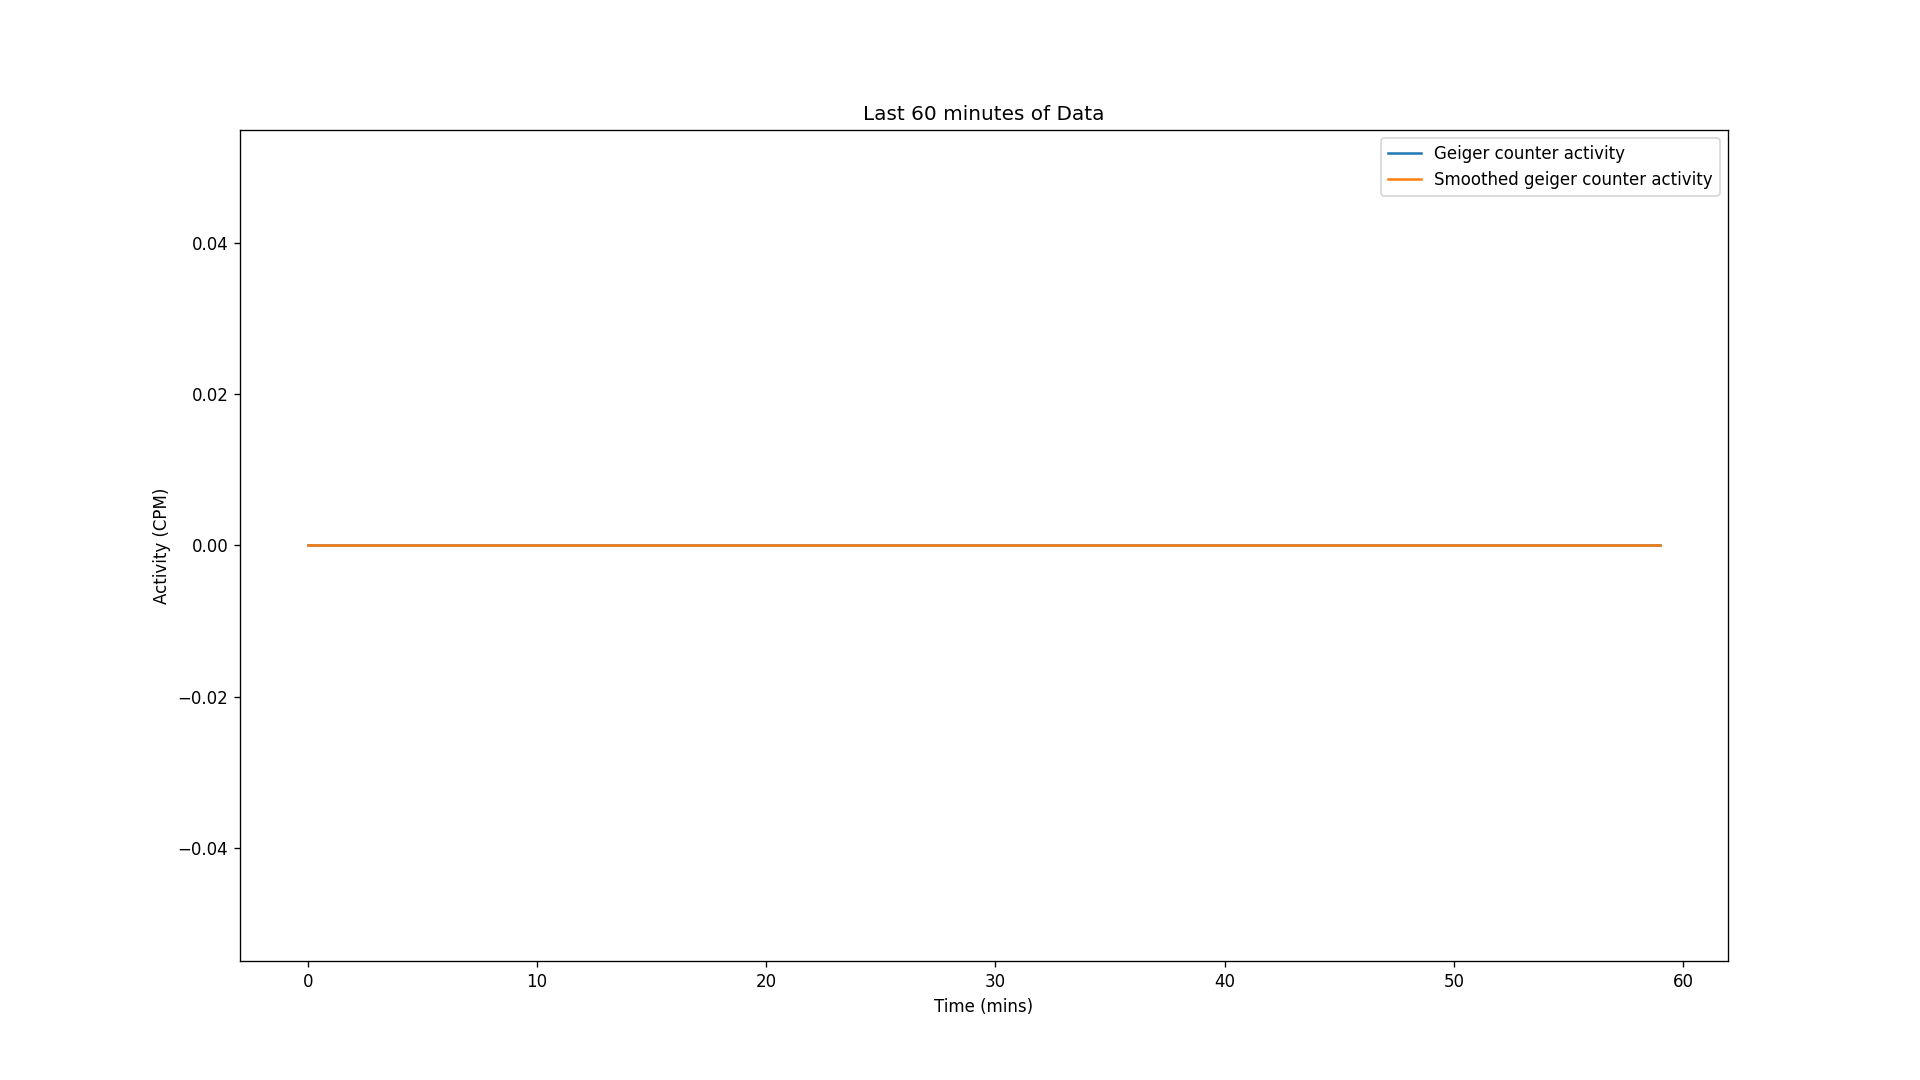 Last 60 minutes of Data
Geiger counter activity
Smoothed geiger counter activity
0.04
0.02
0.00
−0.02
−0.04
Activity (CPM)
0 10 20 30 40 50 60
Time (mins)